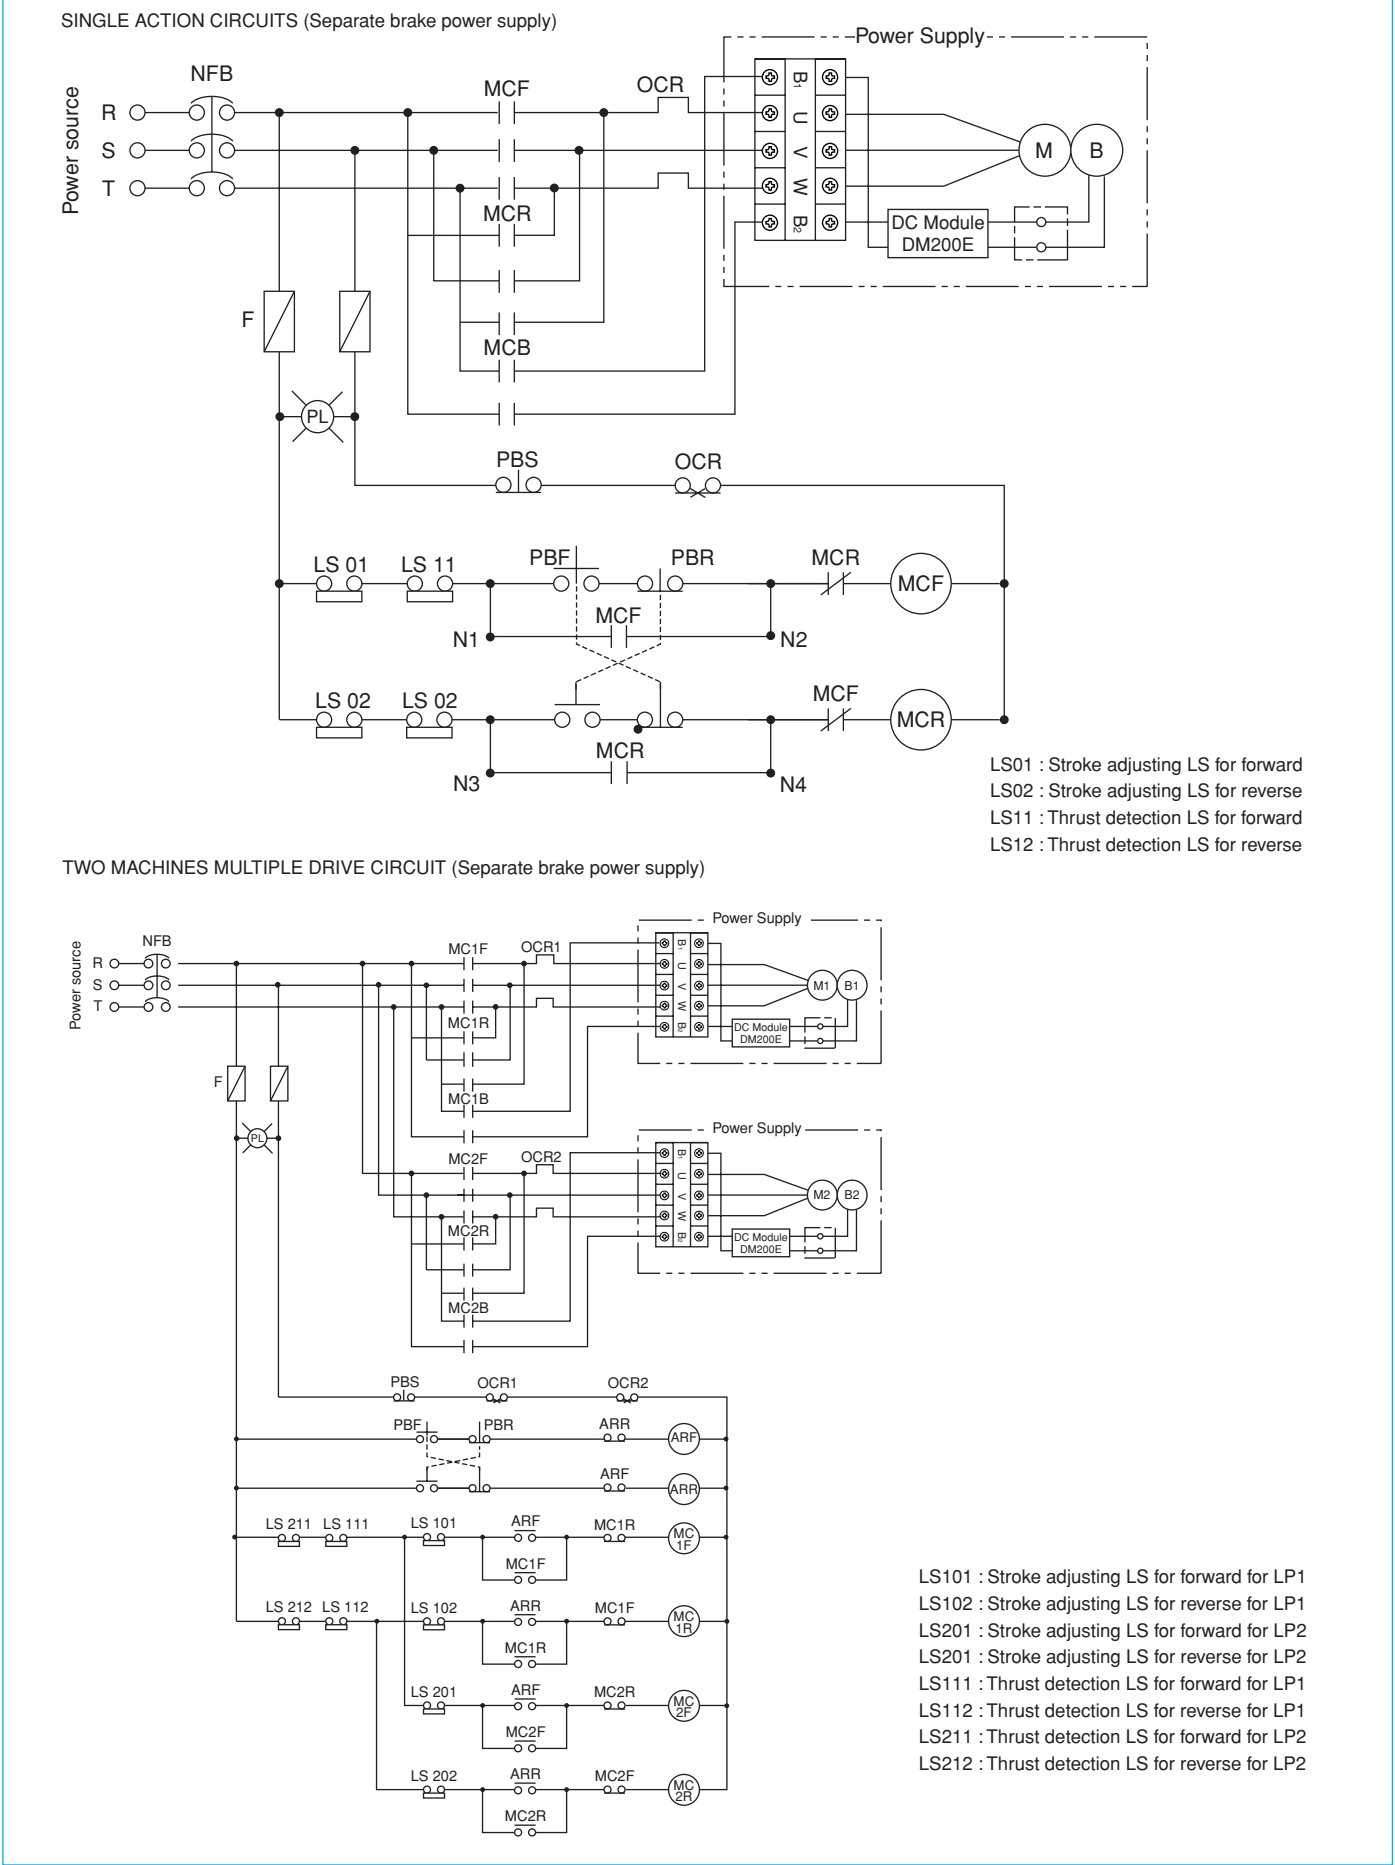 SINGLE ACTION CIRCUITS (Separate brake power supply)
Power Supply
NFB
MCF
OCR
Power source
R
S
T
B1
U
V
W
B2
M
B
MCR
DC Module
DM200E
F
MCB
PL
PBS
OCR
LS 01
LS 11
PBF
PBR
MCR
MCF
MCF
N1
N2
LS 02
LS 02
MCF
MCR
MCR
N3
N4
LS01 : Stroke adjusting LS for forward
LS02 : Stroke adjusting LS for reverse
LS11 : Thrust detection LS for forward
LS12 : Thrust detection LS for reverse
TWO MACHINES MULTIPLE DRIVE CIRCUIT (Separate brake power supply)
Power Supply
NFB
MC1F
OCR1
Power source
R
S
T
B1
U
V
W
B2
M1
B1
MC1R
DC Module
DM200E
F
MC1B
PL
Power Supply
MC2F
OCR2
B1
U
V
W
B2
M2
B2
MC2R
DC Module
DM200E
MC2B
PBS
OCR1
OCR2
PBF
PBR
ARR
ARF
ARF
ARR
LS 211
LS 111
LS 101
ARF
MC1R
MC
1F
MC1F
LS 212
LS 112
LS 102
ARR
MC1F
MC
1R
MC1R
LS 201
ARF
MC2R
MC
2F
MC2F
LS 202
ARR
MC2F
MC
2R
MC2R
LS101 : Stroke adjusting LS for forward for LP1
LS102 : Stroke adjusting LS for reverse for LP1
LS201 : Stroke adjusting LS for forward for LP2
LS201 : Stroke adjusting LS for reverse for LP2
LS111 : Thrust detection LS for forward for LP1
LS112 : Thrust detection LS for reverse for LP1
LS211 : Thrust detection LS for forward for LP2
LS212 : Thrust detection LS for reverse for LP2